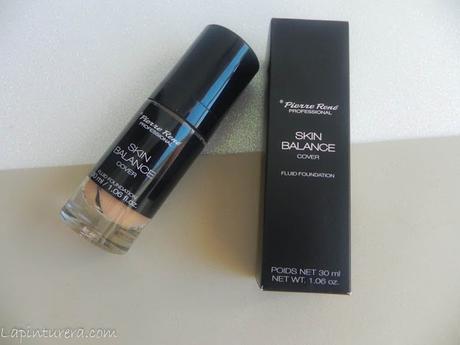 Pierre René
PROFESSIONAL
SKIN
BALANCE
COVER
FLUID FOUNDATION
30 ml / 1.06 fl.oz.
® Pierre René
PROFESSIONAL
SKIN
BALANCE
COVER
FLUID FOUNDATION
POIDS NET 30 ml
NET WT. 1.06 oz.
Lapinturera.com